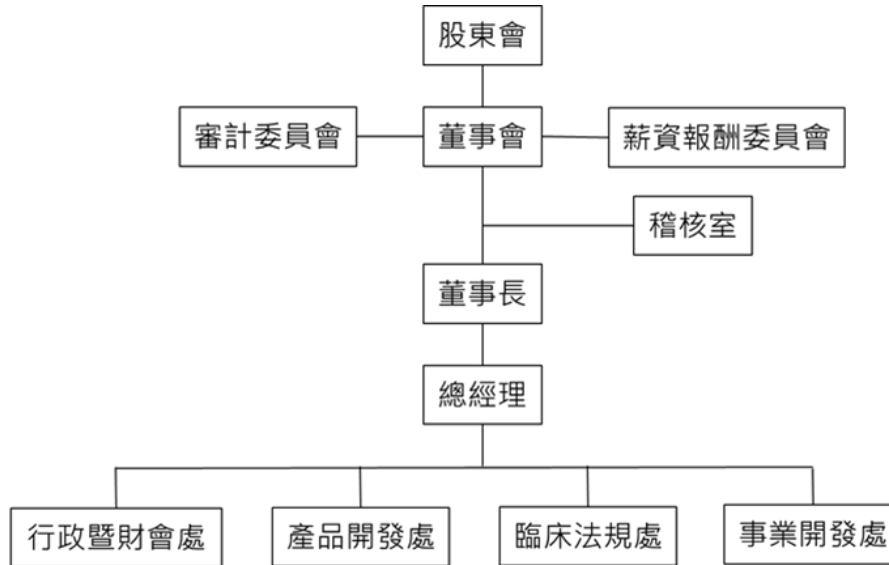 股東會
審計委員會
董事會
薪資報酬委員會
稽核室
董事長
總經理
行政暨財會處
產品開發處
臨床法規處
事業開發處